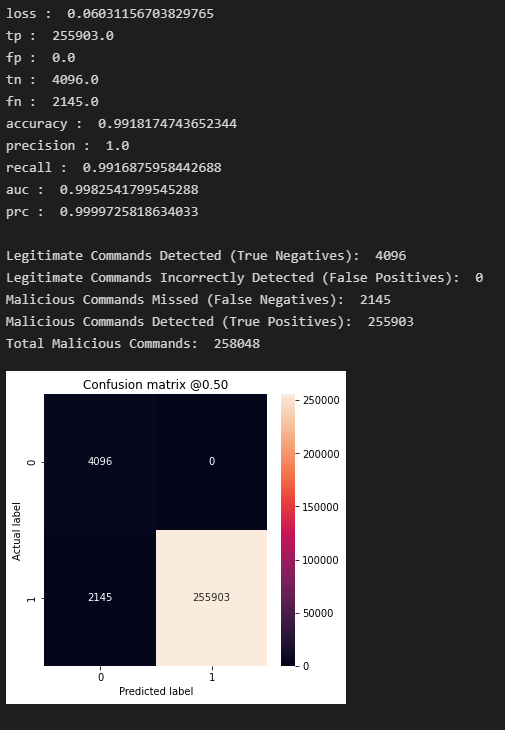 loss :  0.06031156703829765
tp :  255903.0
fp :  0.0
tn :  4096.0
fn :  2145.0
accuracy :  0.9918174743652344
precision :  1.0
recall :  0.9916875958442688
auc :  0.9982541799545288
prc :  0.9999725818634033
Legitimate Commands Detected (True Negatives):  4096
Legitimate Commands Incorrectly Detected (False Positives):  0
Malicious Commands Missed (False Negatives):  2145
Malicious Commands Detected (True Positives):  255903
Total Malicious Commands:  258048
Confusion matrix @0.50
Actual label
0
1
4096
0
2145
255903
0
1
Predicted label
250000
200000
150000
100000
50000
0